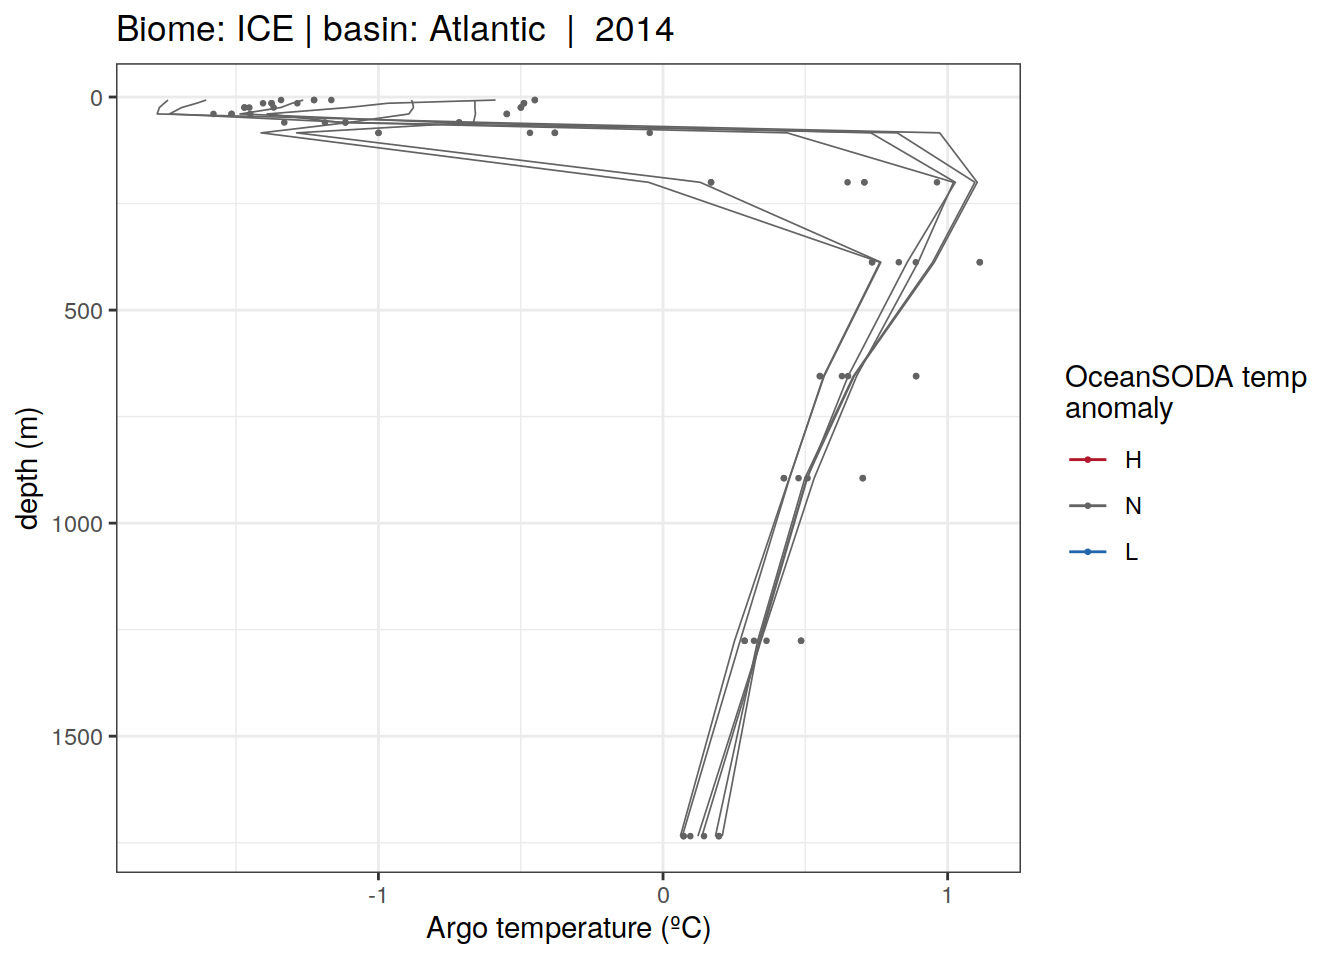 Biome: ICE | basin: Atlantic  |  2014
0
500
1000
1500
depth (m)
-1
0
1
Argo temperature (ºC)
OceanSODA temp
anomaly
H
N
L